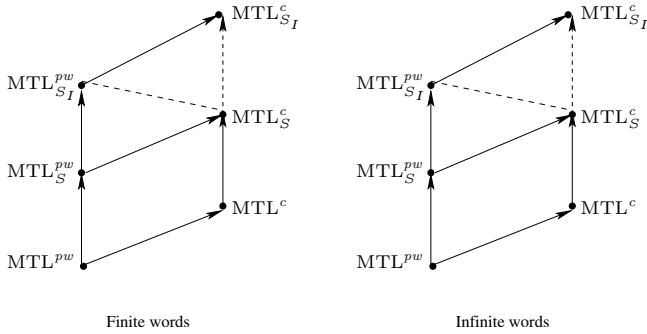 MTL^c_{S_I}
MTL^{pw}_{S_I}
MTL^c_S
MTL^{pw}_S
MTL^c
MTL^{pw}
Finite words
MTL^c_{S_I}
MTL^{pw}_{S_I}
MTL^c_S
MTL^{pw}_S
MTL^c
MTL^{pw}
Infinite words